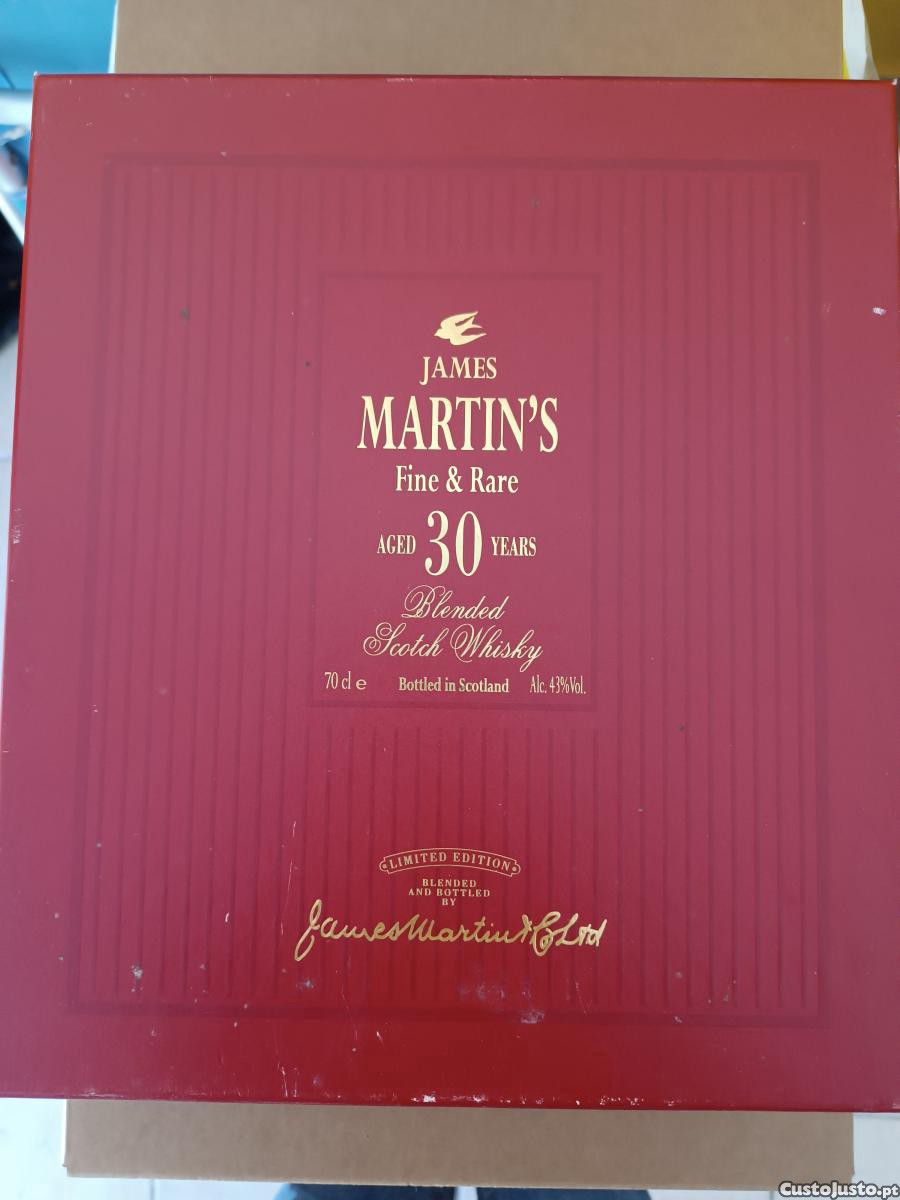 JAMES
MARTIN'S
Fine & Rare
AGED 30 YEARS
Blended
Scotch Whisky
70 cl e Bottled in Scotland Alc. 43% Vol.
LIMITED EDITION
BLENDED
AND BOTTLED
BY
James Martin & Co Ltd
CustoJusto.pt